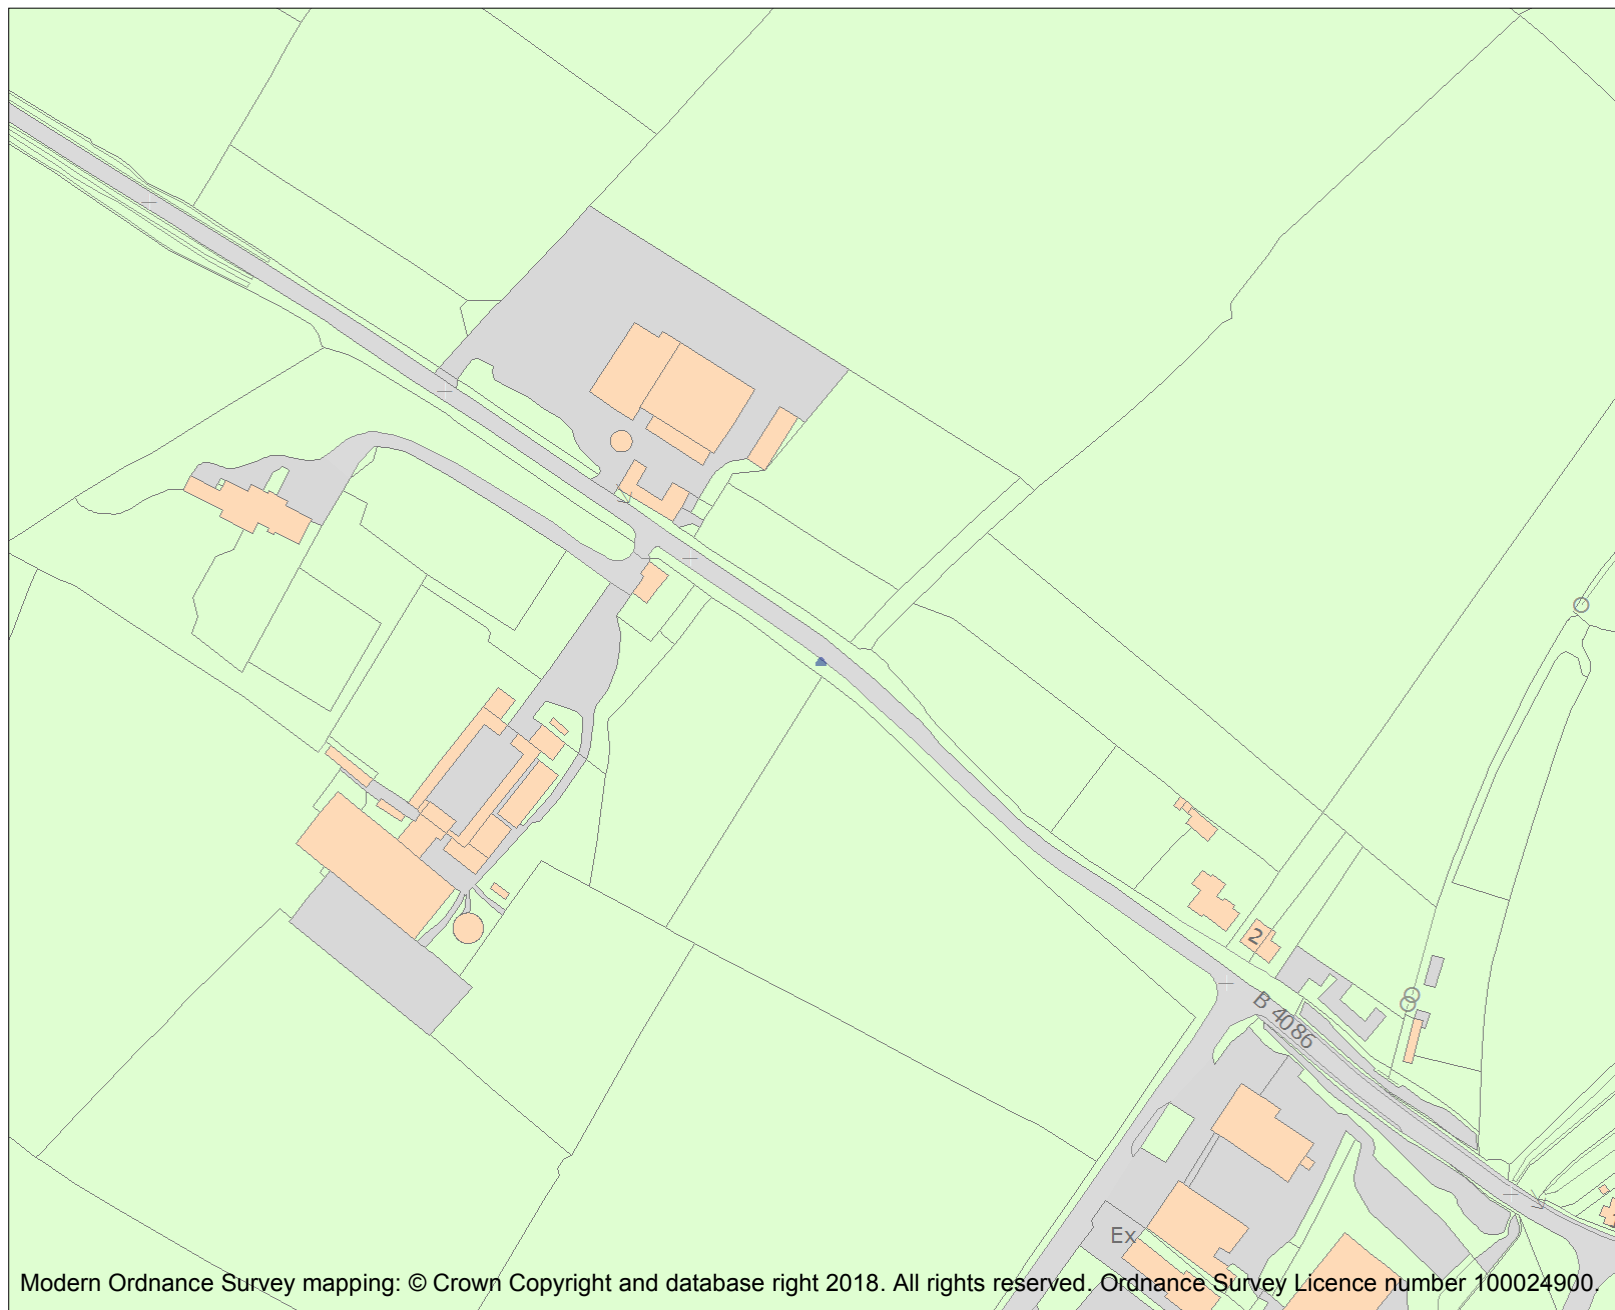 2
B 4086
Ex
Modern Ordnance Survey mapping: © Crown Copyright and database right 2018. All rights reserved. Ordnance Survey Licence number 100024900.